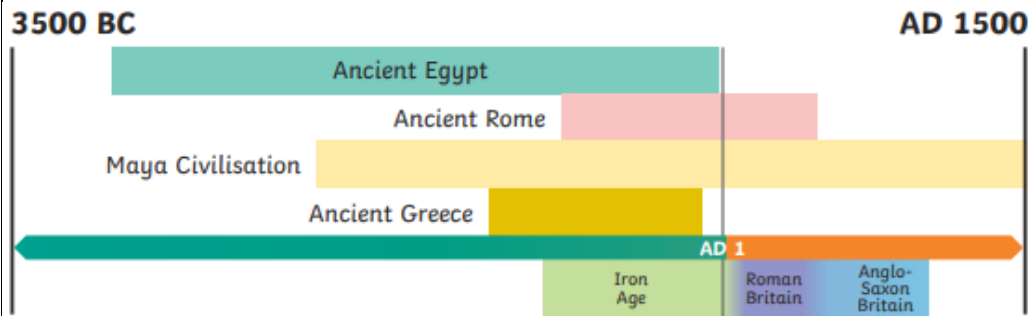 3500 BC
AD 1500
Ancient Egypt
Ancient Rome
Maya Civilisation
Ancient Greece
AD 1
Iron
Age
Roman
Britain
Anglo-
Saxon
Britain